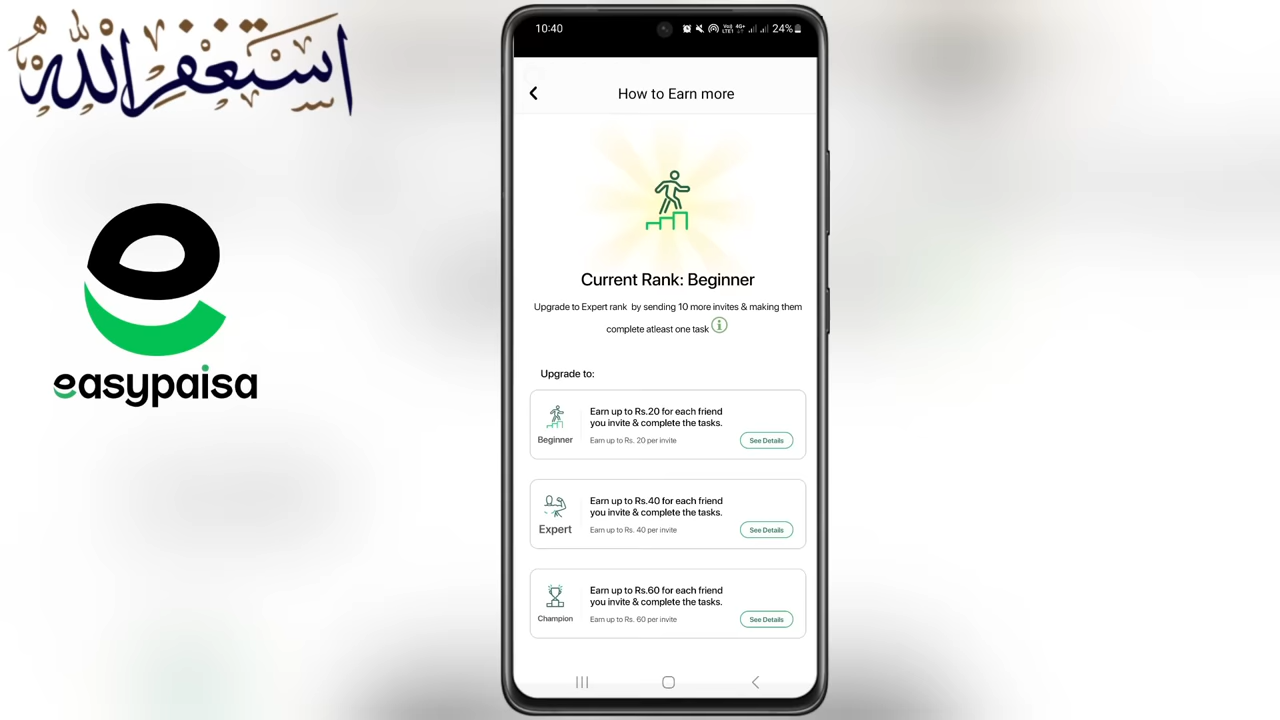 استغفر الله
easypaisa
10:40
24%
How to Earn more
Current Rank: Beginner
Upgrade to Expert rank by sending 10 more invites & making them
complete atleast one task
Upgrade to:
Earn up to Rs.20 for each friend
you invite & complete the tasks.
Beginner
Earn up to Rs. 20 per invite
See Details
Earn up to Rs.40 for each friend
you invite & complete the tasks.
Expert
Earn up to Rs. 40 per invite
See Details
Earn up to Rs.60 for each friend
you invite & complete the tasks.
Champion
Earn up to Rs. 60 per invite
See Details